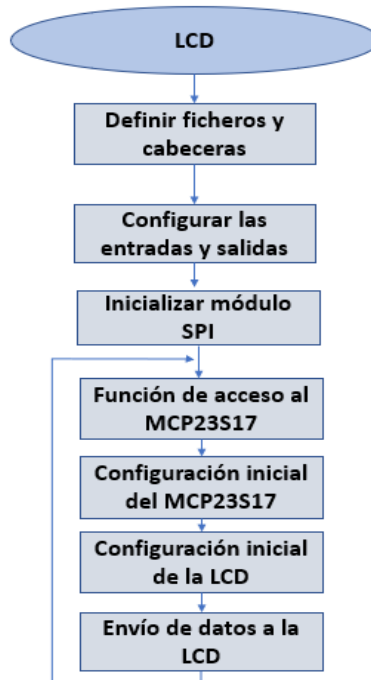 LCD
Definir ficheros y
cabeceras
Configurar las
entradas y salidas
Inicializar módulo
SPI
Función de acceso al
MCP23S17
Configuración inicial
del MCP23S17
Configuración inicial
de la LCD
Envío de datos a la
LCD